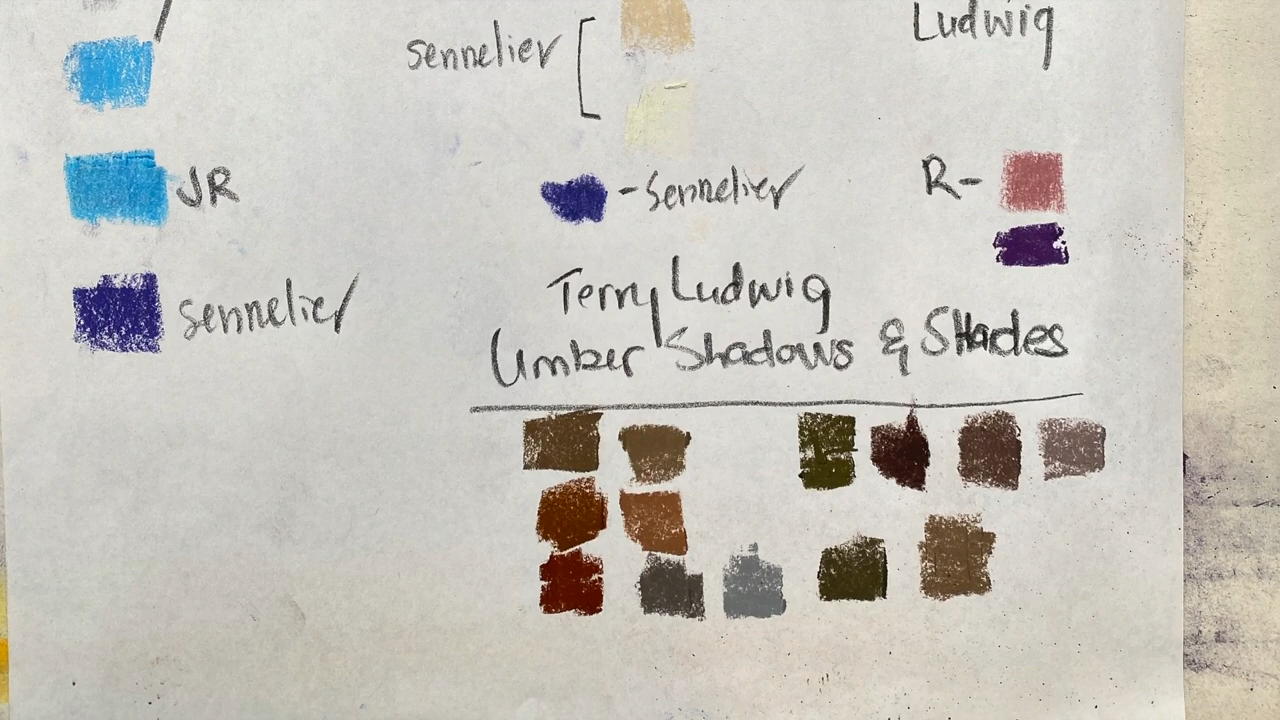 sennelier
Ludwig
JR
- Sennelier
R-
sennelier
Terry Ludwig
Umber Shadows & SHades